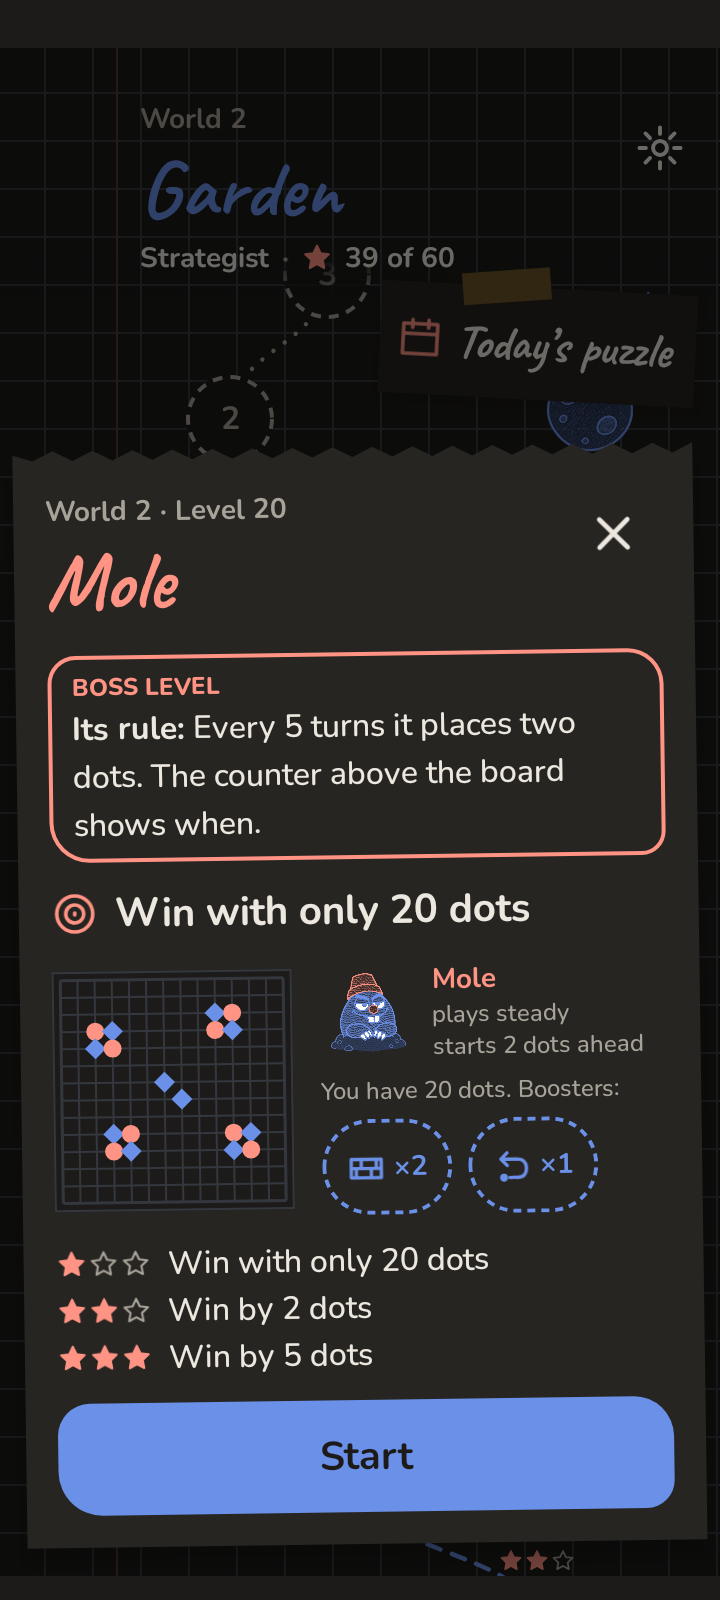 World 2
Garden
Strategist · 39 of 60
3
Today's puzzle
2
World 2 · Level 20
Mole
BOSS LEVEL
Its rule: Every 5 turns it places two
dots. The counter above the board
shows when.
Win with only 20 dots
Mole
plays steady
starts 2 dots ahead
You have 20 dots. Boosters:
×2
×1
Win with only 20 dots
Win by 2 dots
Win by 5 dots
Start